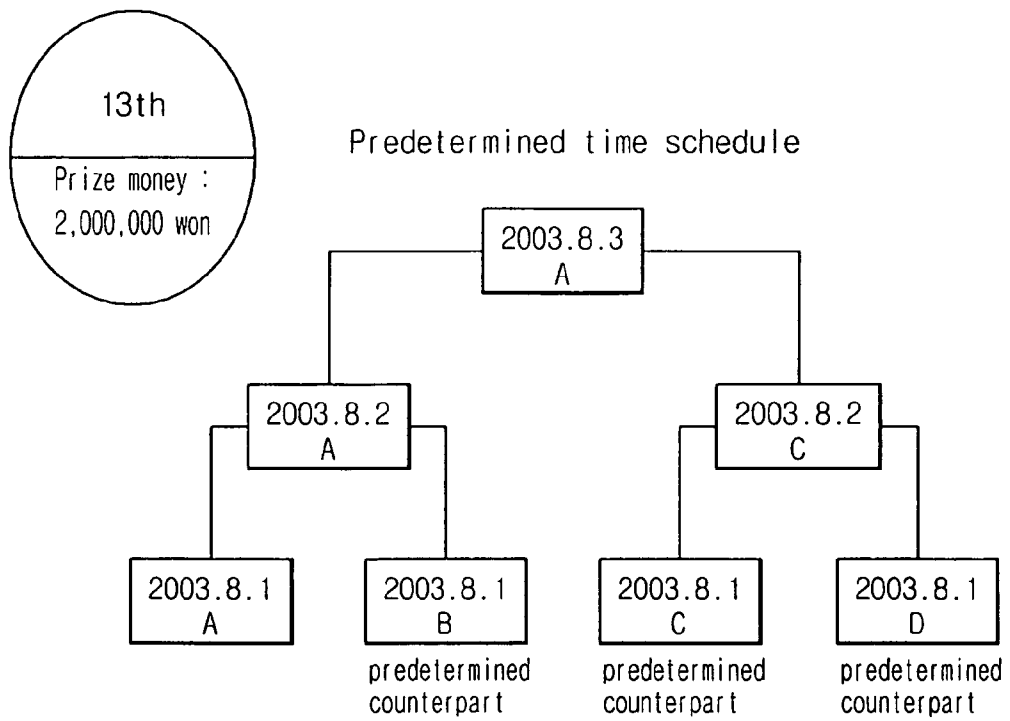 13th
Prize money :
2,000,000 won
Predetermined time schedule
2003.8.3
A
2003.8.2
A
2003.8.2
C
2003.8.1
A
2003.8.1
B
2003.8.1
C
2003.8.1
D
predetermined
counterpart
predetermined
counterpart
predetermined
counterpart